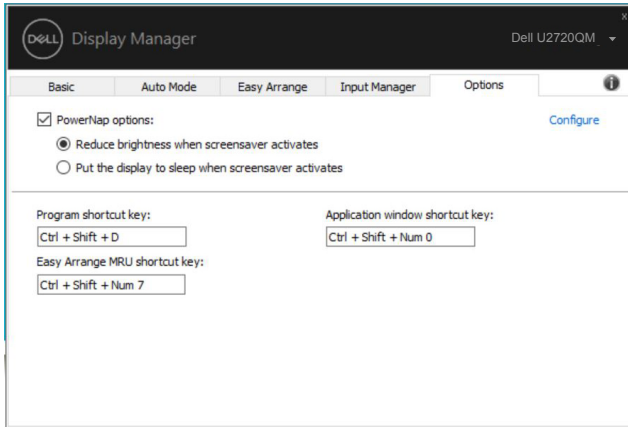 DELL Display Manager
x
Dell U2720QM
Basic Auto Mode Easy Arrange Input Manager Options
PowerNap options:
Configure
Reduce brightness when screensaver activates
Put the display to sleep when screensaver activates
Program shortcut key:
Application window shortcut key:
Ctrl + Shift + D
Ctrl + Shift + Num 0
Easy Arrange MRU shortcut key:
Ctrl + Shift + Num 7